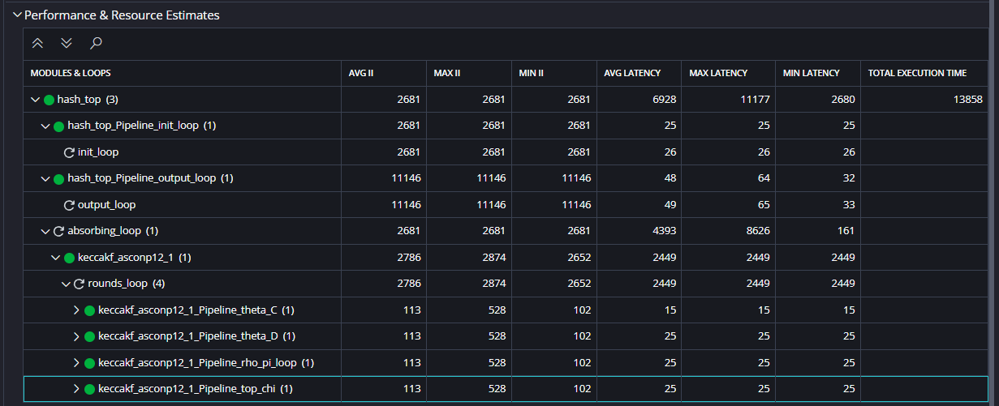 Performance & Resource Estimates
MODULES & LOOPS AVG II MAX II MIN II AVG LATENCY MAX LATENCY MIN LATENCY TOTAL EXECUTION TIME
hash_top (3) 2681 2681 2681 6928 11177 2680 13858
hash_top_Pipeline_init_loop (1) 2681 2681 2681 25 25 25
init_loop 2681 2681 2681 26 26 26
hash_top_Pipeline_output_loop (1) 11146 11146 11146 48 64 32
output_loop 11146 11146 11146 49 65 33
absorbing_loop (1) 2681 2681 2681 4393 8626 161
keccakf_asconp12_1 (1) 2786 2874 2652 2449 2449 2449
rounds_loop (4) 2786 2874 2652 2449 2449 2449
keccakf_asconp12_1_Pipeline_theta_C (1) 113 528 102 15 15 15
keccakf_asconp12_1_Pipeline_theta_D (1) 113 528 102 25 25 25
keccakf_asconp12_1_Pipeline_rho_pi_loop (1) 113 528 102 25 25 25
keccakf_asconp12_1_Pipeline_top_chi (1) 113 528 102 25 25 25